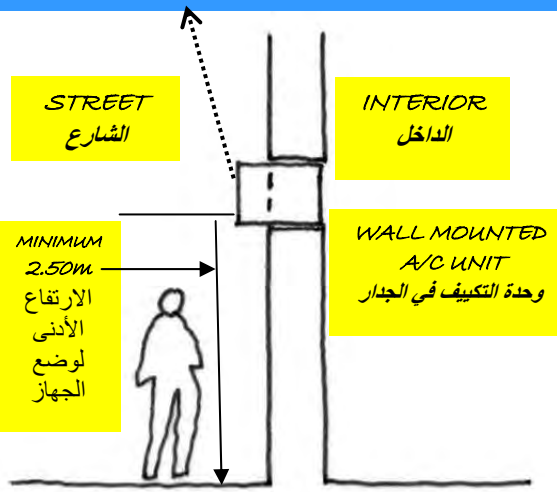 STREET
الشارع
INTERIOR
الداخل
MINIMUM
2.50m
الارتفاع
الأدنى
لوضع
الجهاز
WALL MOUNTED
A/C UNIT
وحدة التكييف في الجدار